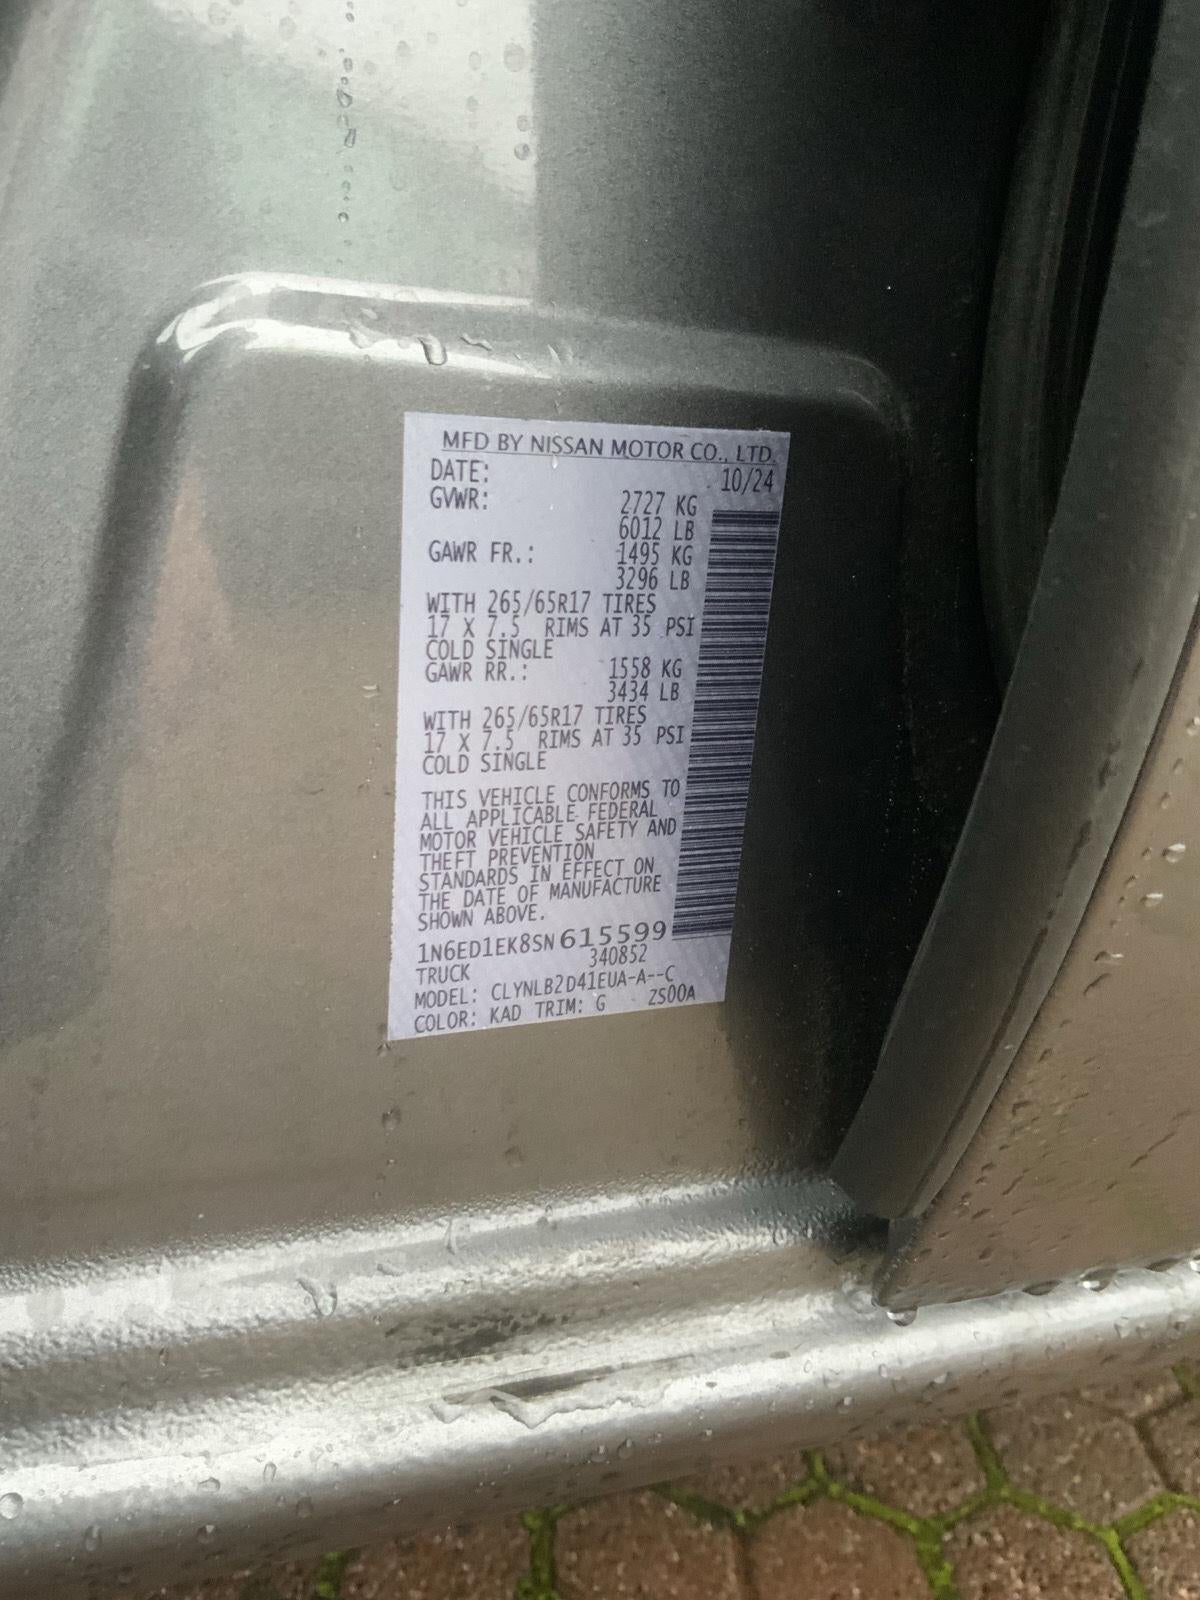 MFD BY NISSAN MOTOR CO., LTD.
DATE: 10/24
GVWR: 2727 KG
6012 LB
GAWR FR.: 1495 KG
3296 LB
WITH 265/65R17 TIRES
17 X 7.5 RIMS AT 35 PSI
COLD SINGLE
GAWR RR.: 1558 KG
3434 LB
WITH 265/65R17 TIRES
17 X 7.5 RIMS AT 35 PSI
COLD SINGLE
THIS VEHICLE CONFORMS TO
ALL APPLICABLE FEDERAL
MOTOR VEHICLE SAFETY AND
THEFT PREVENTION
STANDARDS IN EFFECT ON
THE DATE OF MANUFACTURE
SHOWN ABOVE.
1N6ED1EK8SN615599
TRUCK 340852
MODEL: CLYNLB2D41EUA-A--C
COLOR: KAD TRIM: G ZS00A